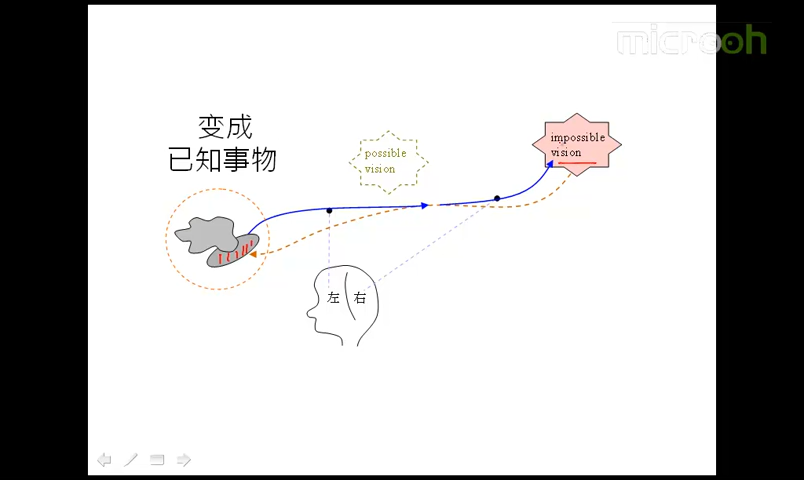 microoh
变成
已知事物
possible
vision
impossible
vision
左 右